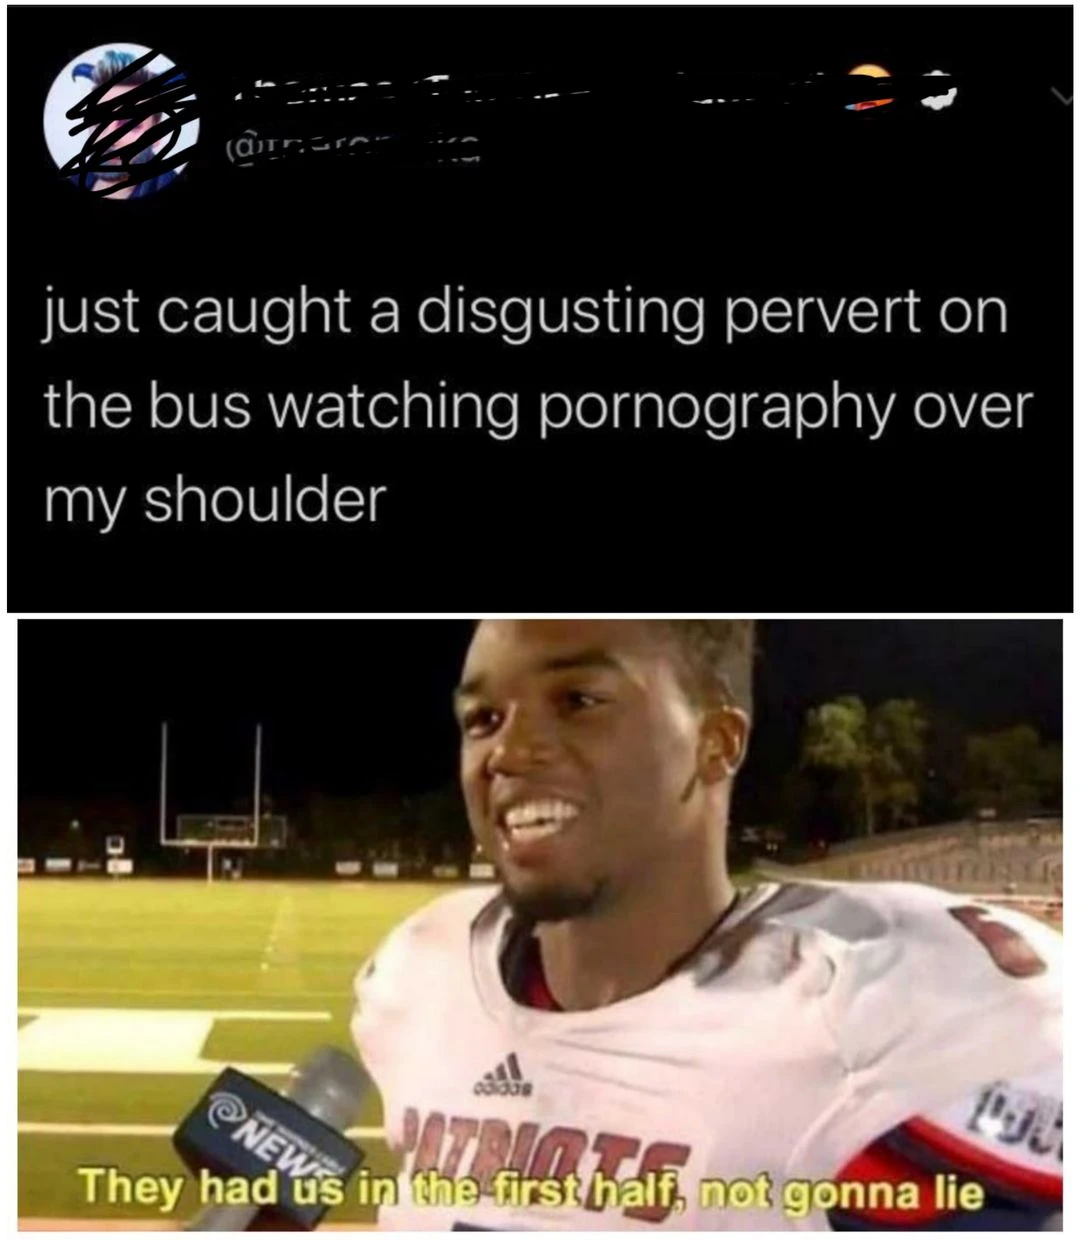 just caught a disgusting pervert on
the bus watching pornography over
my shoulder
adidas
NEWS
PATRIOTS
They had us in the first half, not gonna lie